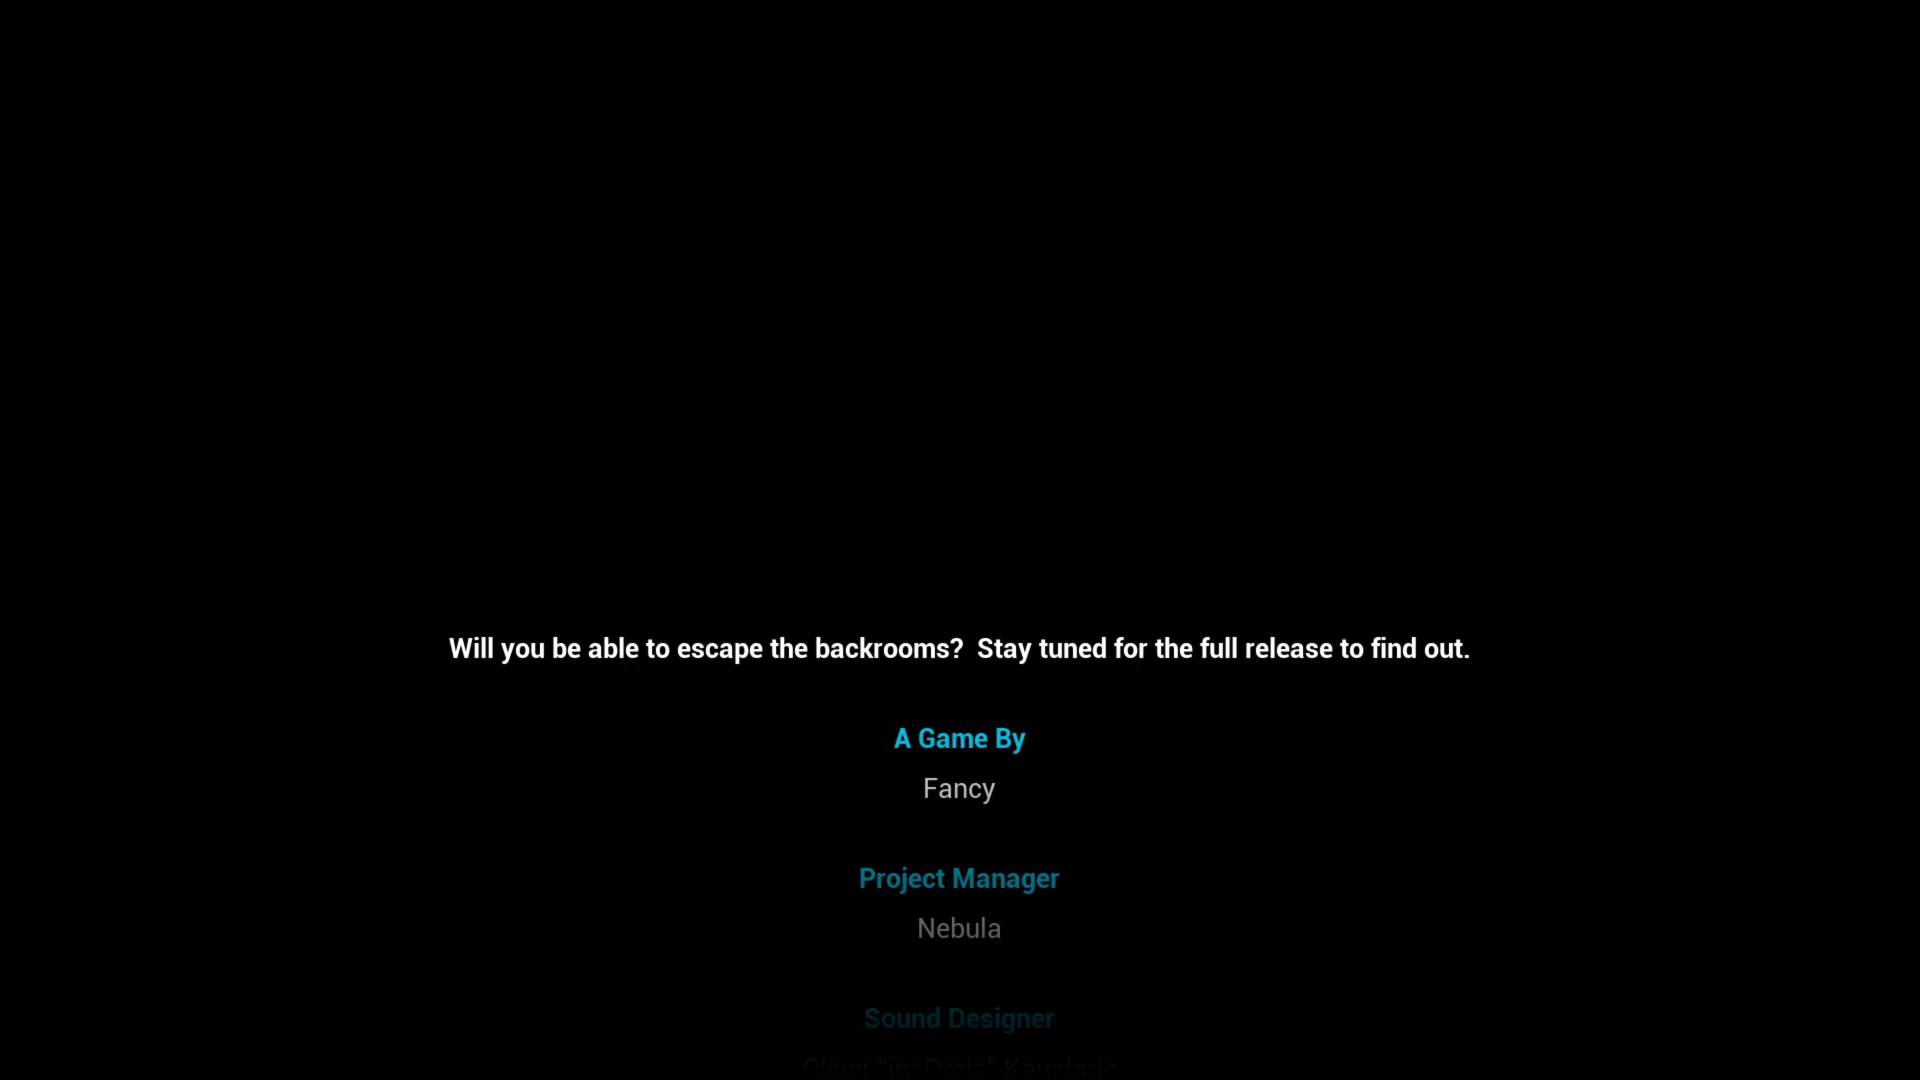 Will you be able to escape the backrooms?  Stay tuned for the full release to find out.
A Game By
Fancy
Project Manager
Nebula
Sound Designer
Oliver